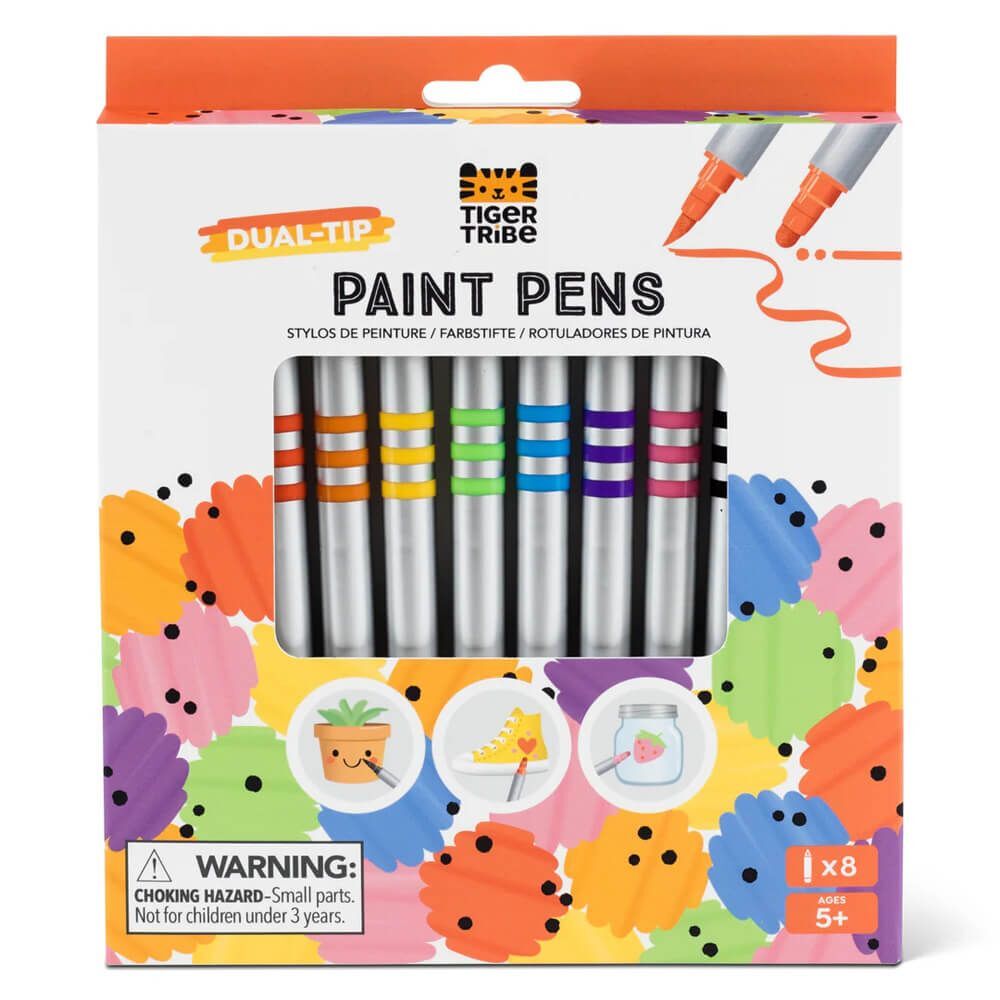 TIGER
TRiBE
DUAL-TIP
PAINT PENS
STYLOS DE PEINTURE / FARBSTIFTE / ROTULADORES DE PINTURA
WARNING:
CHOKING HAZARD–Small parts.
Not for children under 3 years.
x8
AGES
5+